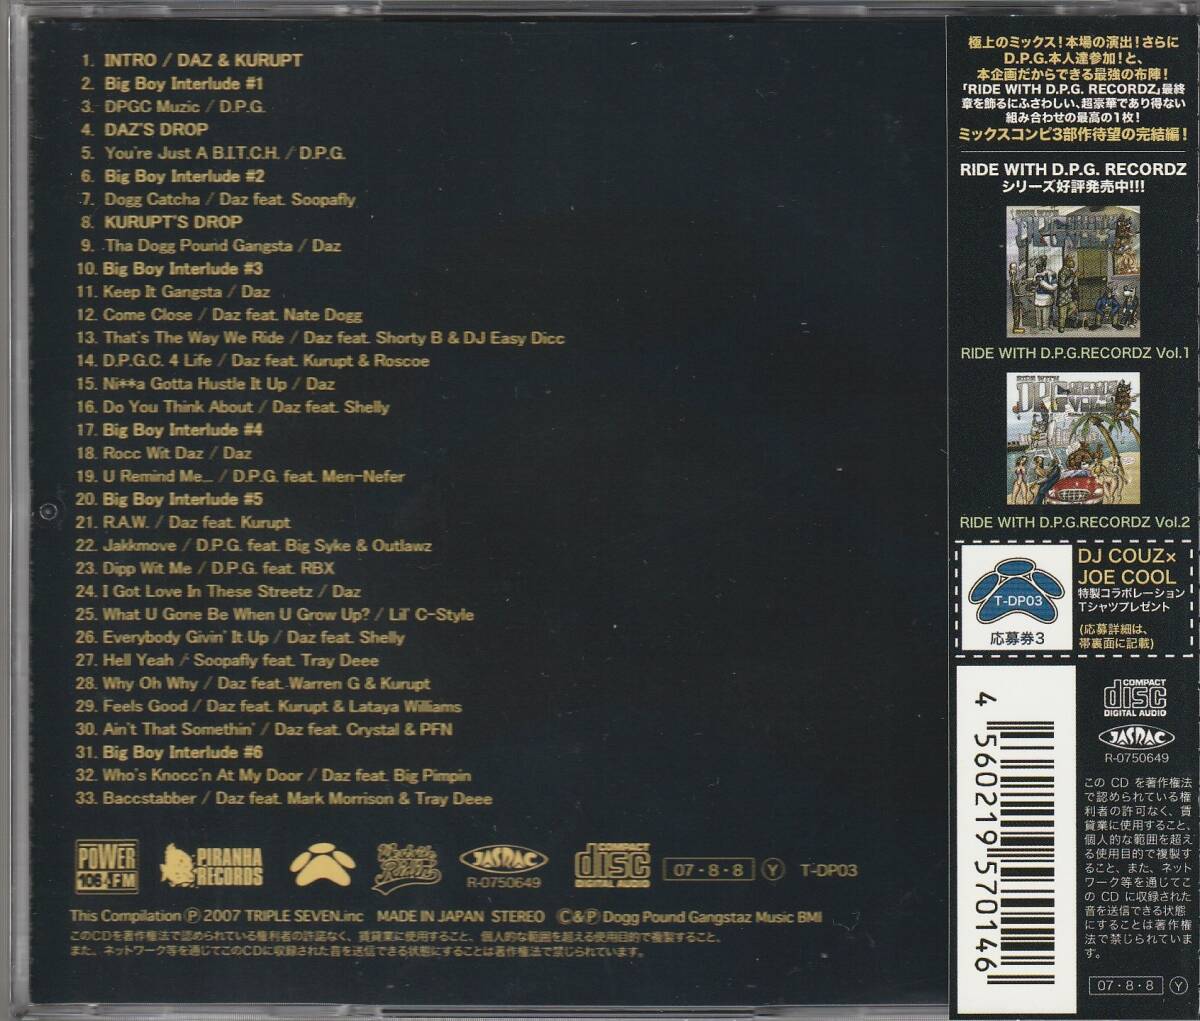 1. INTRO / DAZ & KURUPT
2. Big Boy Interlude #1
3. DPGC Muzic / D.P.G.
4. DAZ'S DROP
5. You're Just A B.I.T.C.H. / D.P.G.
6. Big Boy Interlude #2
7. Dogg Catcha / Daz feat. Soopafly
8. KURUPT'S DROP
9. Tha Dogg Pound Gangsta / Daz
10. Big Boy Interlude #3
11. Keep It Gangsta / Daz
12. Come Close / Daz feat. Nate Dogg
13. That's The Way We Ride / Daz feat. Shorty B & DJ Easy Dicc
14. D.P.G.C. 4 Life / Daz feat. Kurupt & Roscoe
15. Ni**a Gotta Hustle It Up / Daz
16. Do You Think About / Daz feat. Shelly
17. Big Boy Interlude #4
18. Rocc Wit Daz / Daz
19. U Remind Me... / D.P.G. feat. Men-Nefer
20. Big Boy Interlude #5
21. R.A.W. / Daz feat. Kurupt
22. Jakkmove / D.P.G. feat. Big Syke & Outlawz
23. Dipp Wit Me / D.P.G. feat. RBX
24. I Got Love In These Streetz / Daz
25. What U Gone Be When U Grow Up? / Lil' C-Style
26. Everybody Givin' It Up / Daz feat. Shelly
27. Hell Yeah / Soopafly feat. Tray Deee
28. Why Oh Why / Daz feat. Warren G & Kurupt
29. Feels Good / Daz feat. Kurupt & Lataya Williams
30. Ain't That Somethin' / Daz feat. Crystal & PFN
31. Big Boy Interlude #6
32. Who's Knocc'n At My Door / Daz feat. Big Pimpin
33. Baccstabber / Daz feat. Mark Morrison & Tray Deee
POWER
106 FM
PIRANHA
RECORDS
JASRAC
R-0750649
COMPACT
disc
DIGITAL AUDIO
07・8・8 Ⓨ T-DP03
This Compilation Ⓟ 2007 TRIPLE SEVEN.inc MADE IN JAPAN STEREO Ⓒ&Ⓟ Dogg Pound Gangstaz Music BMI
このCDを著作権法で認められている権利者の許諾なく、賃貸業に使用すること、個人的な範囲を超える使用目的で複製すること、
また、ネットワーク等を通じてこのCDに収録された音を送信できる状態にすることは著作権法で禁じられています。
極上のミックス!本場の演出!さらに
D.P.G.本人達参加!と、
本企画だからできる最強の布陣!
「RIDE WITH D.P.G. RECORDZ」最終
章を飾るにふさわしい、超豪華であり得ない
組み合わせの最高の1枚!
ミックスコンピ3部作待望の完結編!
RIDE WITH D.P.G. RECORDZ
シリーズ好評発売中!!!
RIDE WITH D.P.G.RECORDZ Vol.1
RIDE WITH
RIDE WITH D.P.G.RECORDZ Vol.2
T-DP03
応募券3
DJ COUZ×
JOE COOL
特製コラボレーション
Tシャツプレゼント
(応募詳細は、
帯裏面に記載)
4 560219 570146
COMPACT
disc
DIGITAL AUDIO
JASRAC
R-0750649
この CD を著作権法
で認められている権
利者の許可なく、賃
貸業に使用すること、
個人的な範囲を超え
る使用目的で複製す
ること、また、ネット
ワーク等を通じてこ
の CD に収録された
音を送信できる状態
にすることは著作権
法で禁じられていま
す。
07・8・8 Ⓨ